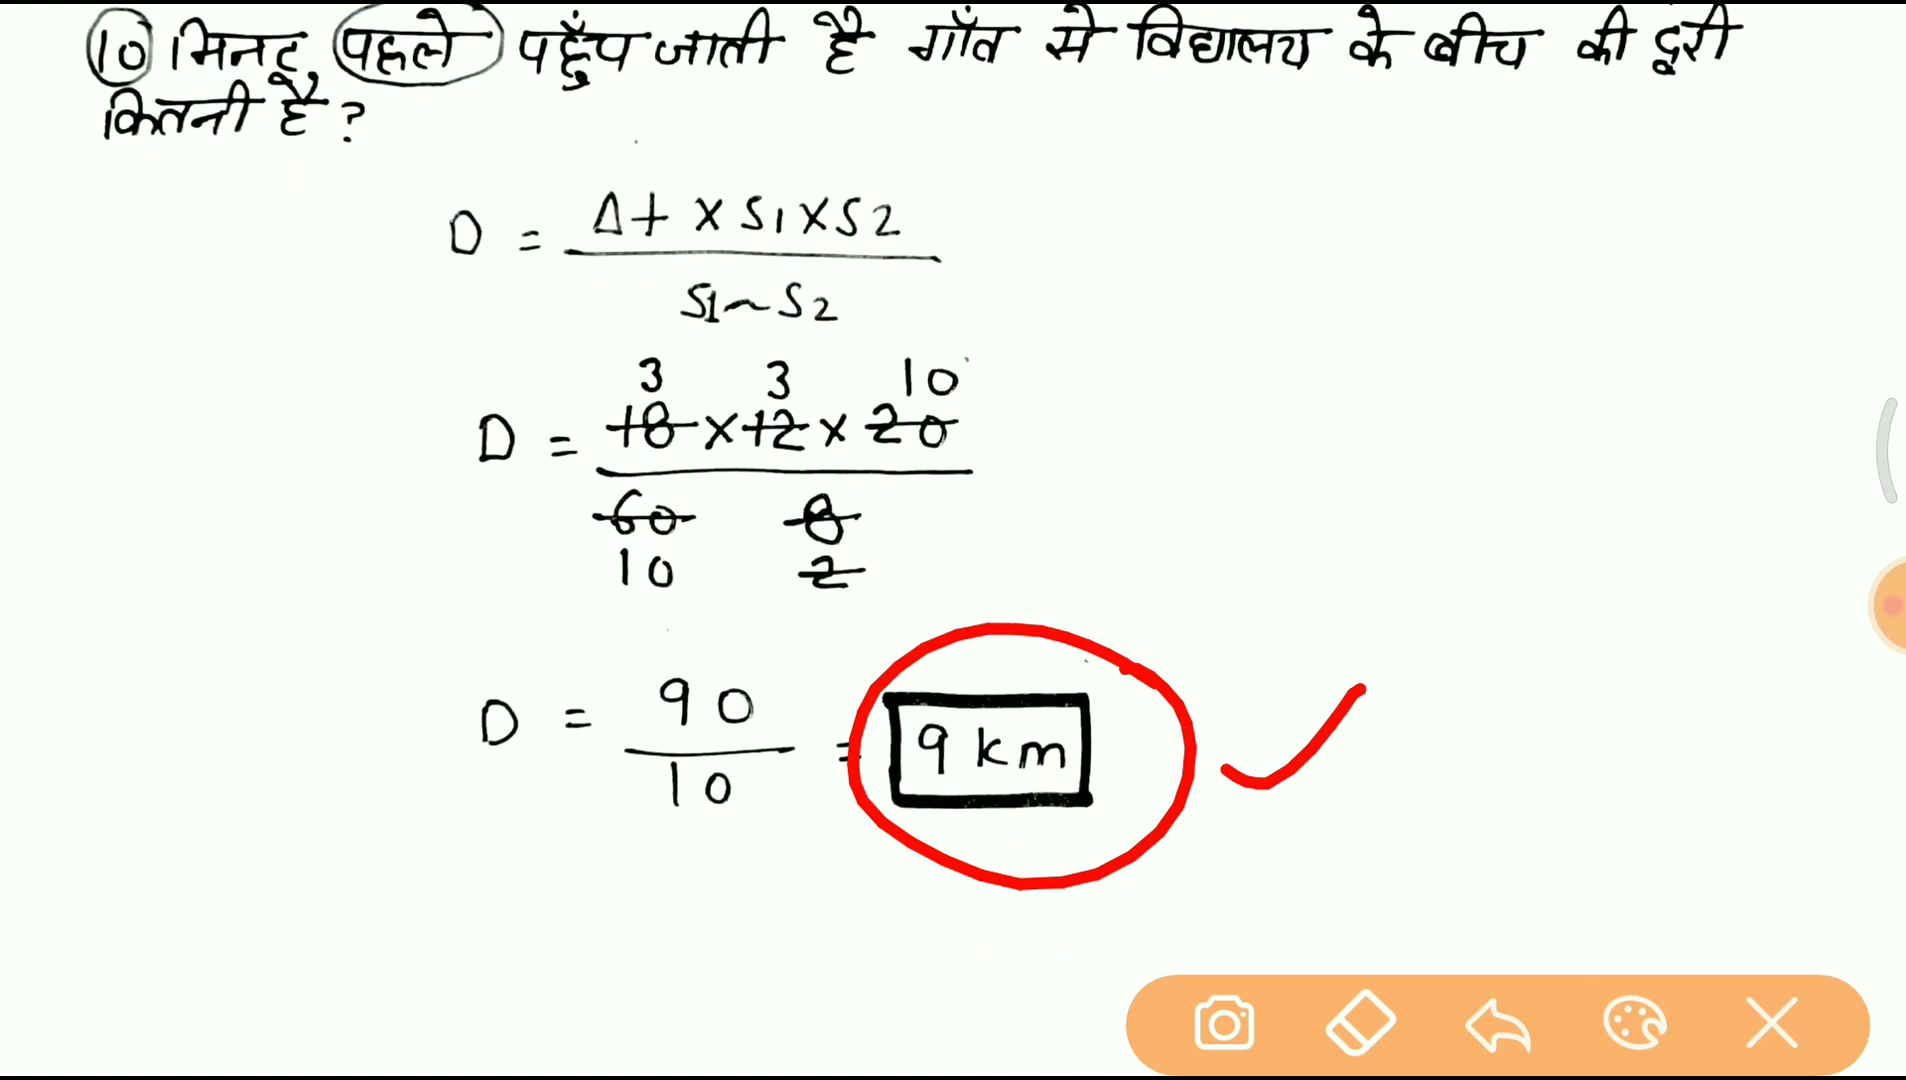 10 मिनट पहले पहुँच जाती है गाँव से विद्यालय के बीच की दूरी
कितनी है ?
D = Δt × S1 × S2
S1 ~ S2
3 3 10
D = 18 × 12 × 20
60 8
10 2
D = 90
10
= 9 km